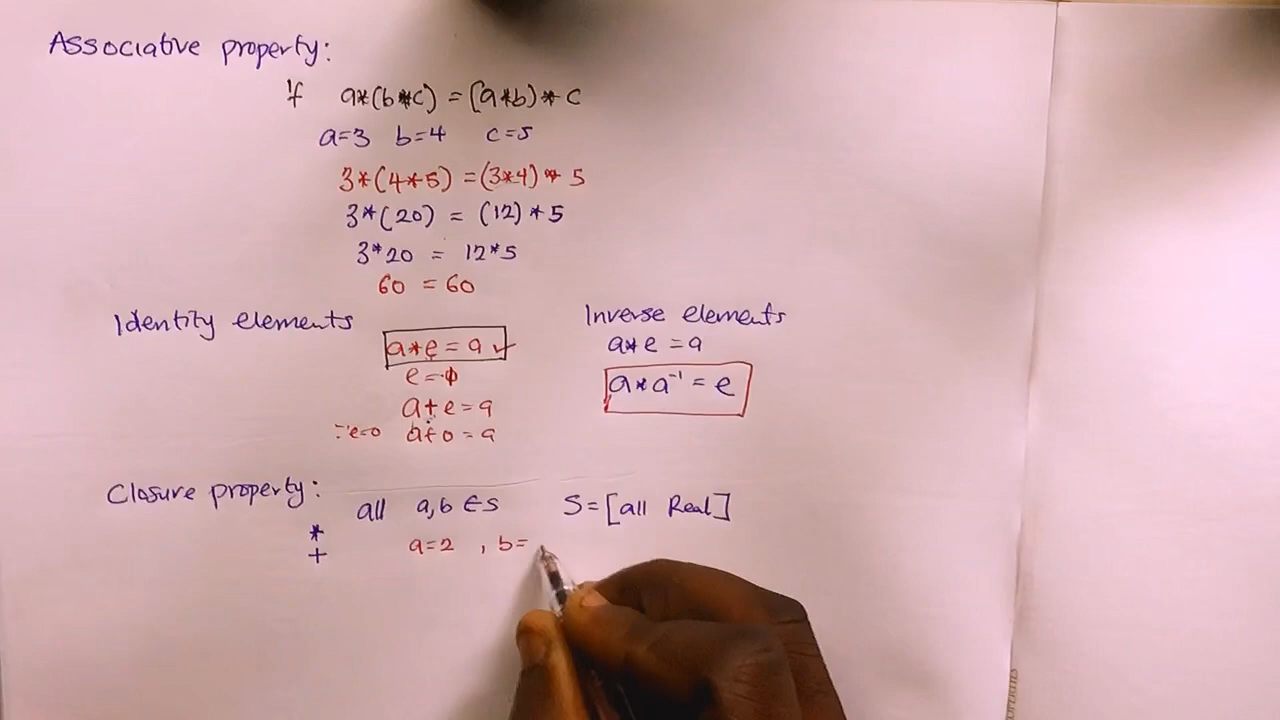 Associative property:
If a*(b*c) = (a*b)*c
a=3 b=4 c=5
3*(4*5) =(3*4)*5
3*(20) = (12)*5
3*20 = 12*5
60 = 60
Identity elements
a*e = a ✓
a+e=a
∵e=0 a+0=a
Inverse elements
a*e =a
a*a⁻¹ = e
Closure property:
all a,b ∈ S S=[all Real]
*
+ a=2 , b=